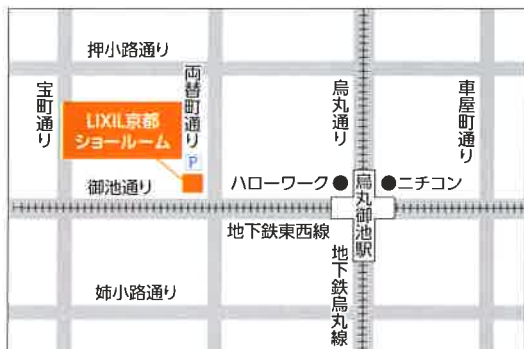 押小路通り
宝町通り
両替町通り
烏丸通り
車屋町通り
LIXIL京都
ショールーム
P
御池通り
ハローワーク
烏丸御池駅
ニチコン
地下鉄東西線
地下鉄烏丸線
姉小路通り